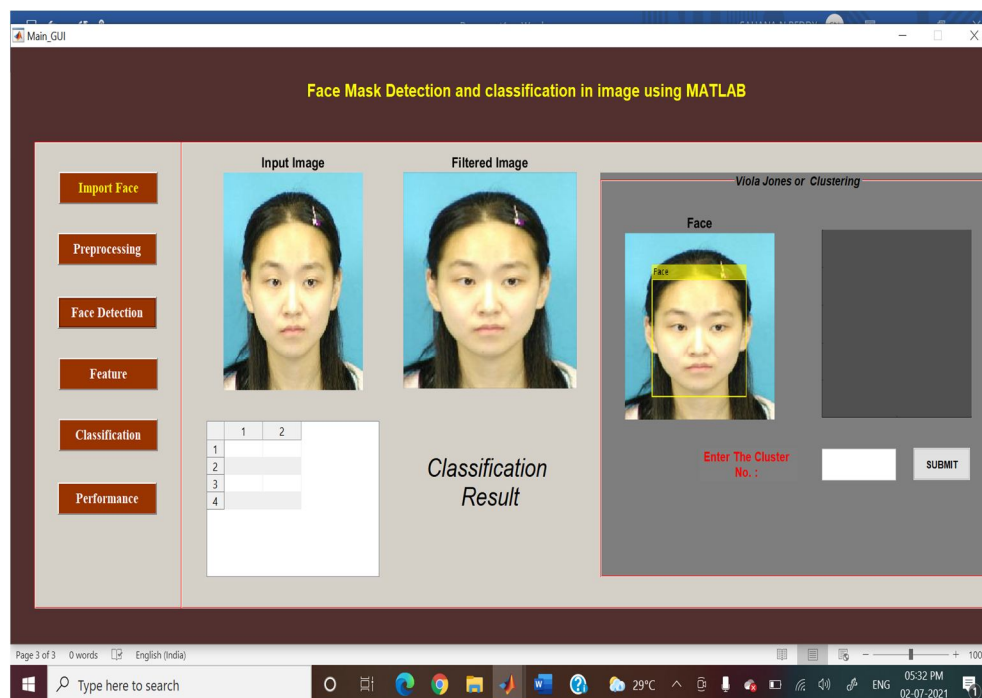 Main_GUI
Face Mask Detection and classification in image using MATLAB
Import Face
Preprocessing
Face Detection
Feature
Classification
Performance
Input Image
Filtered Image
Viola Jones or Clustering
Face
Face
1 2
1
2
3
4
Classification
Result
Enter The Cluster
No. :
SUBMIT
Page 3 of 3 0 words English (India)
100
Type here to search
29°C
ENG
05:32 PM
02-07-2021